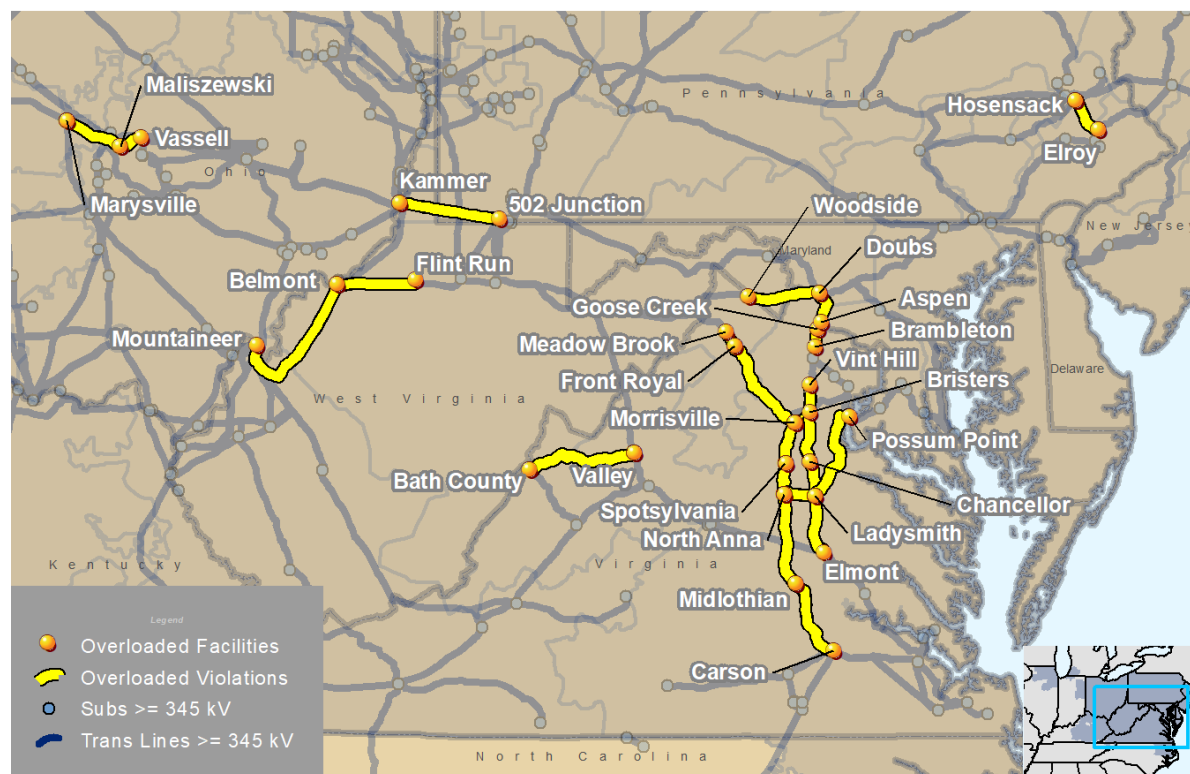 Pennsylvania
Maliszewski
Hosensack
Vassell
Elroy
Ohio
Kammer
Marysville
502 Junction
Woodside
New Jersey
Doubs
Maryland
Flint Run
Belmont
Goose Creek
Aspen
Mountaineer
Meadow Brook
Brambleton
Vint Hill
Front Royal
Bristers
Delaware
West Virginia
Morrisville
Possum Point
Bath County
Valley
Chancellor
Spotsylvania
Ladysmith
North Anna
Kentucky
Virginia
Elmont
Midlothian
Carson
Legend
Overloaded Facilities
Overloaded Violations
Subs >= 345 kV
Trans Lines >= 345 kV
North Carolina